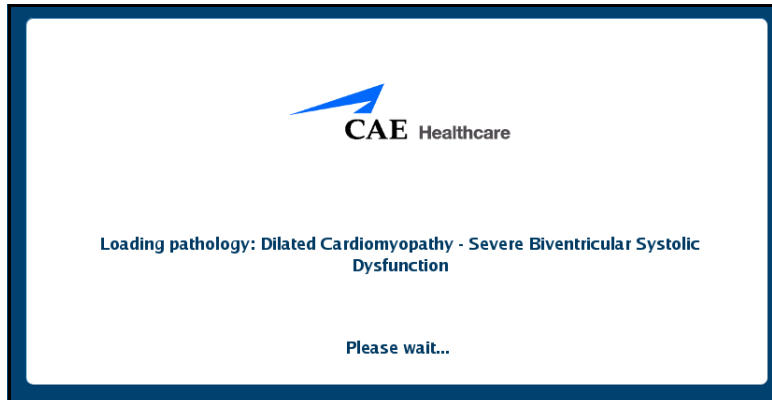 CAE Healthcare
Loading pathology: Dilated Cardiomyopathy - Severe Biventricular Systolic
Dysfunction
Please wait...